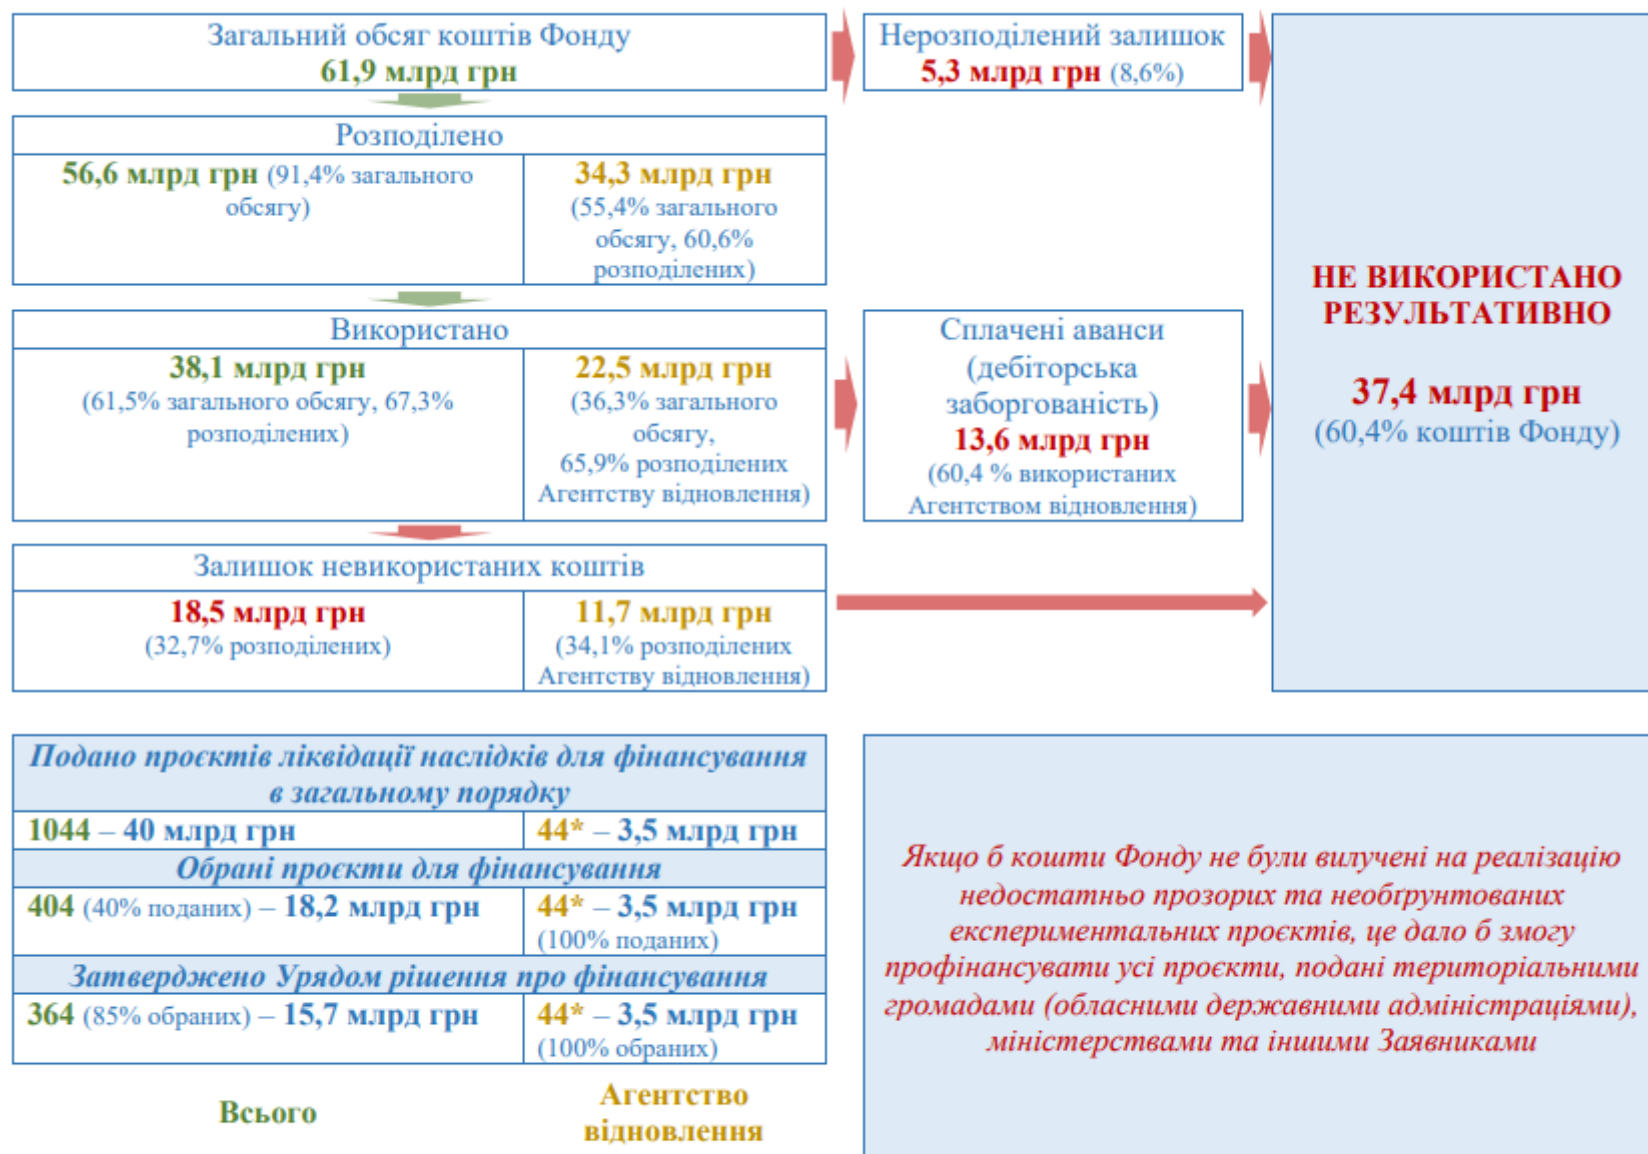 Загальний обсяг коштів Фонду
61,9 млрд грн
Нерозподілений залишок
5,3 млрд грн (8,6%)
Розподілено
56,6 млрд грн (91,4% загального
обсягу)
34,3 млрд грн
(55,4% загального
обсягу, 60,6%
розподілених)
Використано
38,1 млрд грн
(61,5% загального обсягу, 67,3%
розподілених)
22,5 млрд грн
(36,3% загального
обсягу,
65,9% розподілених
Агентству відновлення)
Сплачені аванси
(дебіторська
заборгованість)
13,6 млрд грн
(60,4 % використаних
Агентством відновлення)
Залишок невикористаних коштів
18,5 млрд грн
(32,7% розподілених)
11,7 млрд грн
(34,1% розподілених
Агентству відновлення)
НЕ ВИКОРИСТАНО
РЕЗУЛЬТАТИВНО
37,4 млрд грн
(60,4% коштів Фонду)
Подано проєктів ліквідації наслідків для фінансування
в загальному порядку
1044 – 40 млрд грн
44* – 3,5 млрд грн
Обрані проєкти для фінансування
404 (40% поданих) – 18,2 млрд грн
44* – 3,5 млрд грн
(100% поданих)
Затверджено Урядом рішення про фінансування
364 (85% обраних) – 15,7 млрд грн
44* – 3,5 млрд грн
(100% обраних)
Всього
Агентство
відновлення
Якщо б кошти Фонду не були вилучені на реалізацію
недостатньо прозорих та необґрунтованих
експериментальних проєктів, це дало б змогу
профінансувати усі проєкти, подані територіальними
громадами (обласними державними адміністраціями),
міністерствами та іншими Заявниками